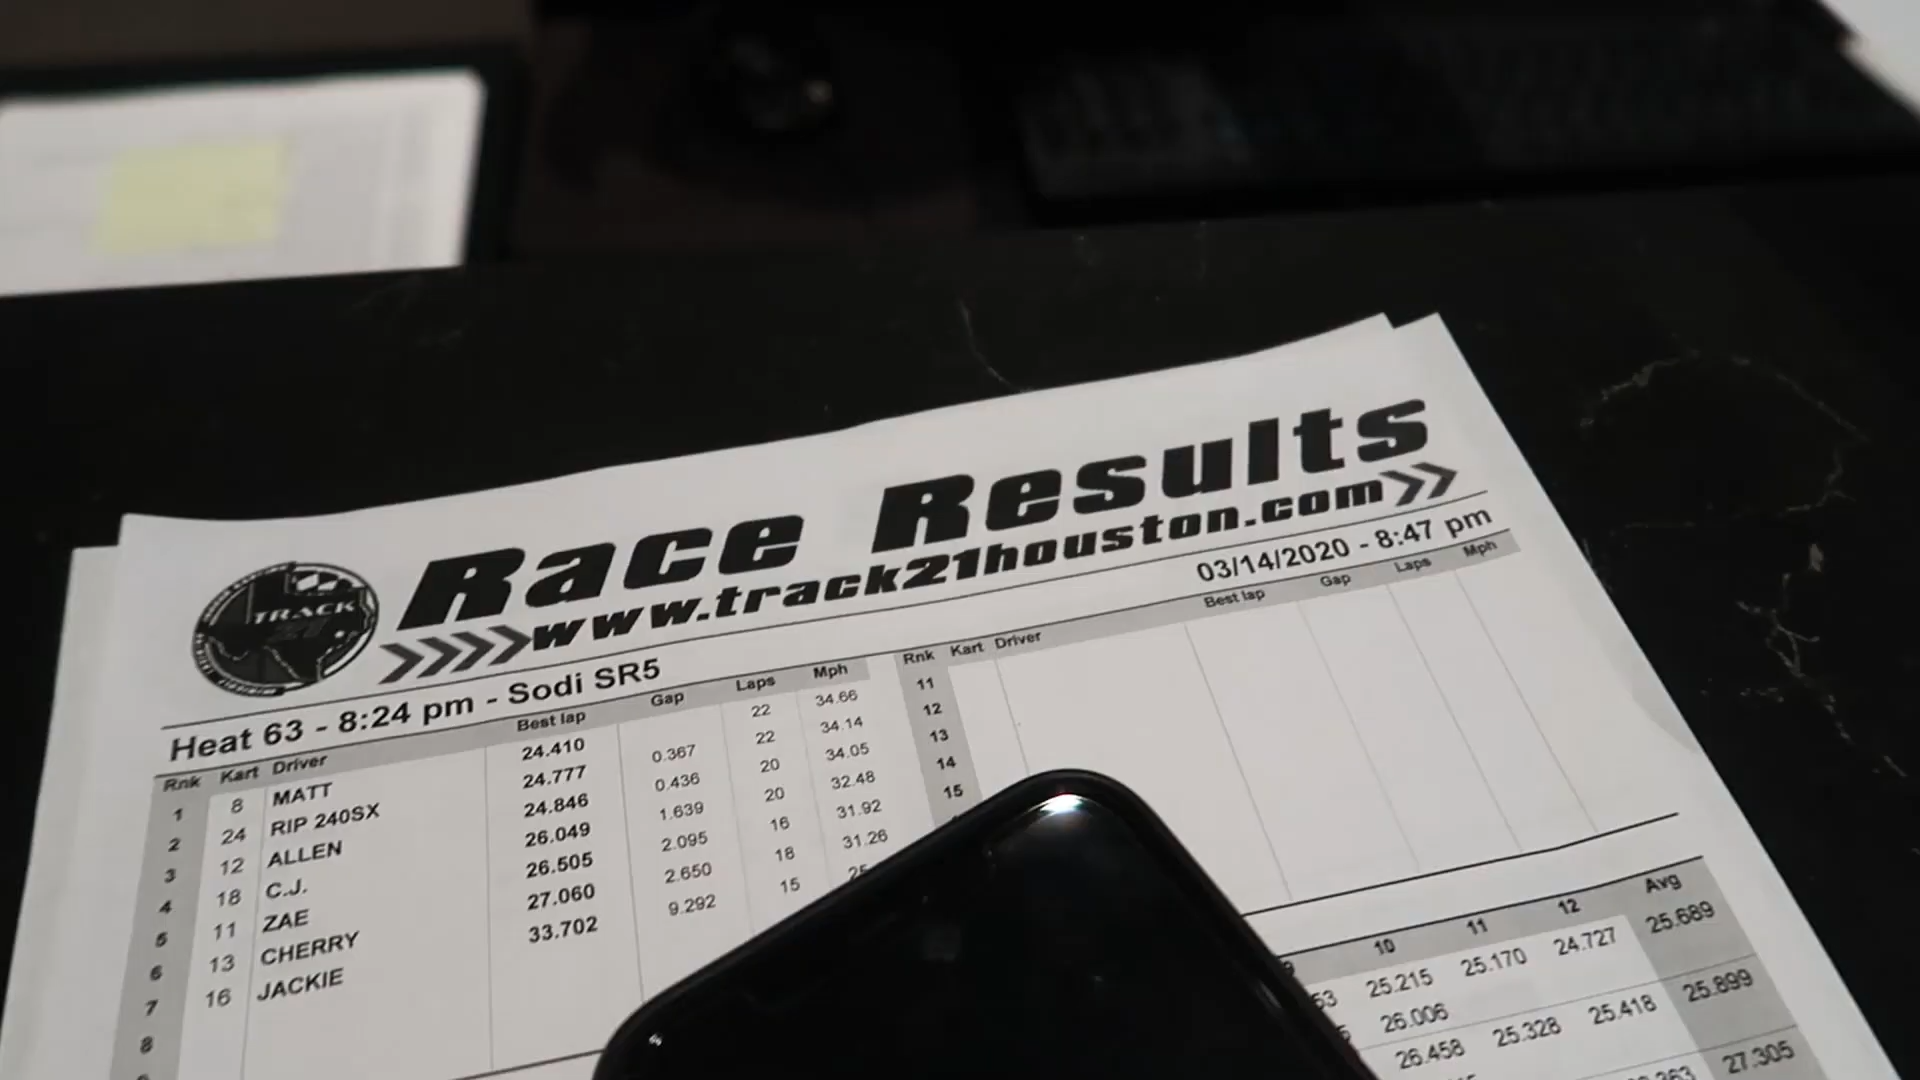 Race Results
>>>>www.track21houston.com>>
TRACK
21
03/14/2020 - 8:47 pm
Heat 63 - 8:24 pm - Sodi SR5
Rnk Kart Driver Best lap Gap Laps Mph
1 8 MATT 24.410 22 34.66
2 24 RIP 240SX 24.777 0.367 22 34.14
3 12 ALLEN 24.846 0.436 20 34.05
4 18 C.J. 26.049 1.639 20 32.48
5 11 ZAE 26.505 2.095 16 31.92
6 13 CHERRY 27.060 2.650 18 31.26
7 16 JACKIE 33.702 9.292 15
8
Rnk Kart Driver Best lap Gap Laps Mph
11
12
13
14
15
10 11 12 Avg
25.215 25.170 24.727 25.689
26.006 25.899
26.458 25.328 25.418
27.305